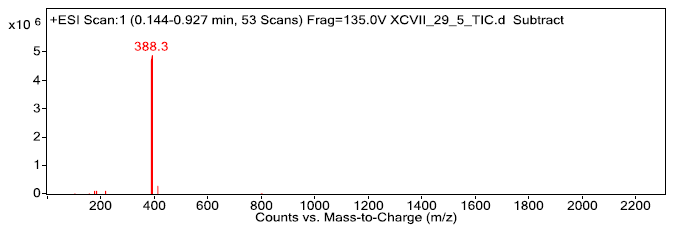 x10 6
+ESI Scan:1 (0.144-0.927 min, 53 Scans) Frag=135.0V XCVII_29_5_TIC.d Subtract
388.3
5
4
3
2
1
0
200 400 600 800 1000 1200 1400 1600 1800 2000 2200
Counts vs. Mass-to-Charge (m/z)